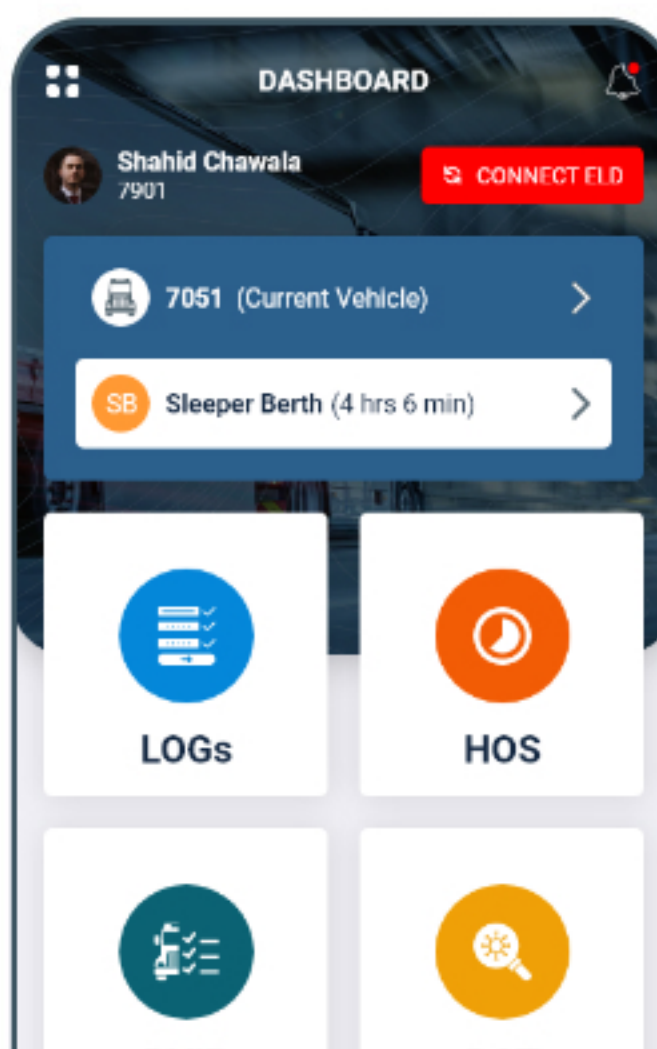 DASHBOARD
Shahid Chawala
7901
CONNECT ELD
7051 (Current Vehicle)
SB Sleeper Berth (4 hrs 6 min)
LOGs
HOS